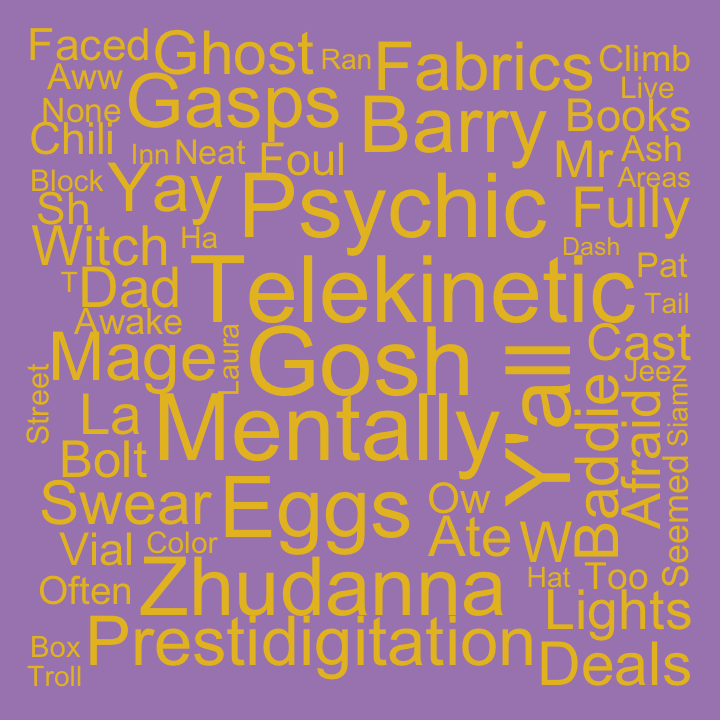 Faced
Ghost
Ran
Fabrics
Climb
Aww
Gasps
Live
None
Barry
Books
Chili
Inn
Neat
Foul
Mr
Ash
Block
Yay
Psychic
Areas
Sh
Fully
Witch
Ha
Dash
T
Dad
Telekinetic
Pat
Tail
Awake
Laura
Gosh
Cast
Mage
Y'all
Jeez
Street
La
Mentally
Baddie
Afraid
Siamz
Bolt
Swear
Eggs
Ow
Ate
W
Seemed
Vial
Color
Often
Zhudanna
Hat
Too
Lights
Box
Prestidigitation
Deals
Troll